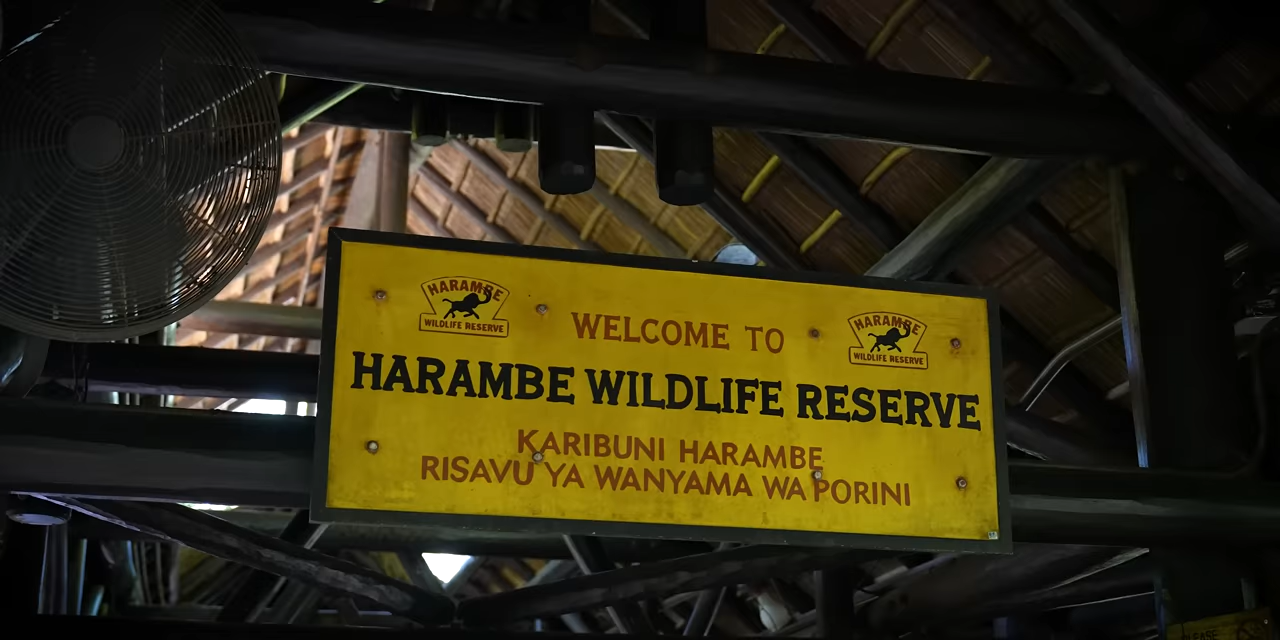 HARAMBE
WILDLIFE RESERVE
HARAMBE
WILDLIFE RESERVE
WELCOME TO
HARAMBE WILDLIFE RESERVE
KARIBUNI HARAMBE
RISAVU YA WANYAMA WA PORINI